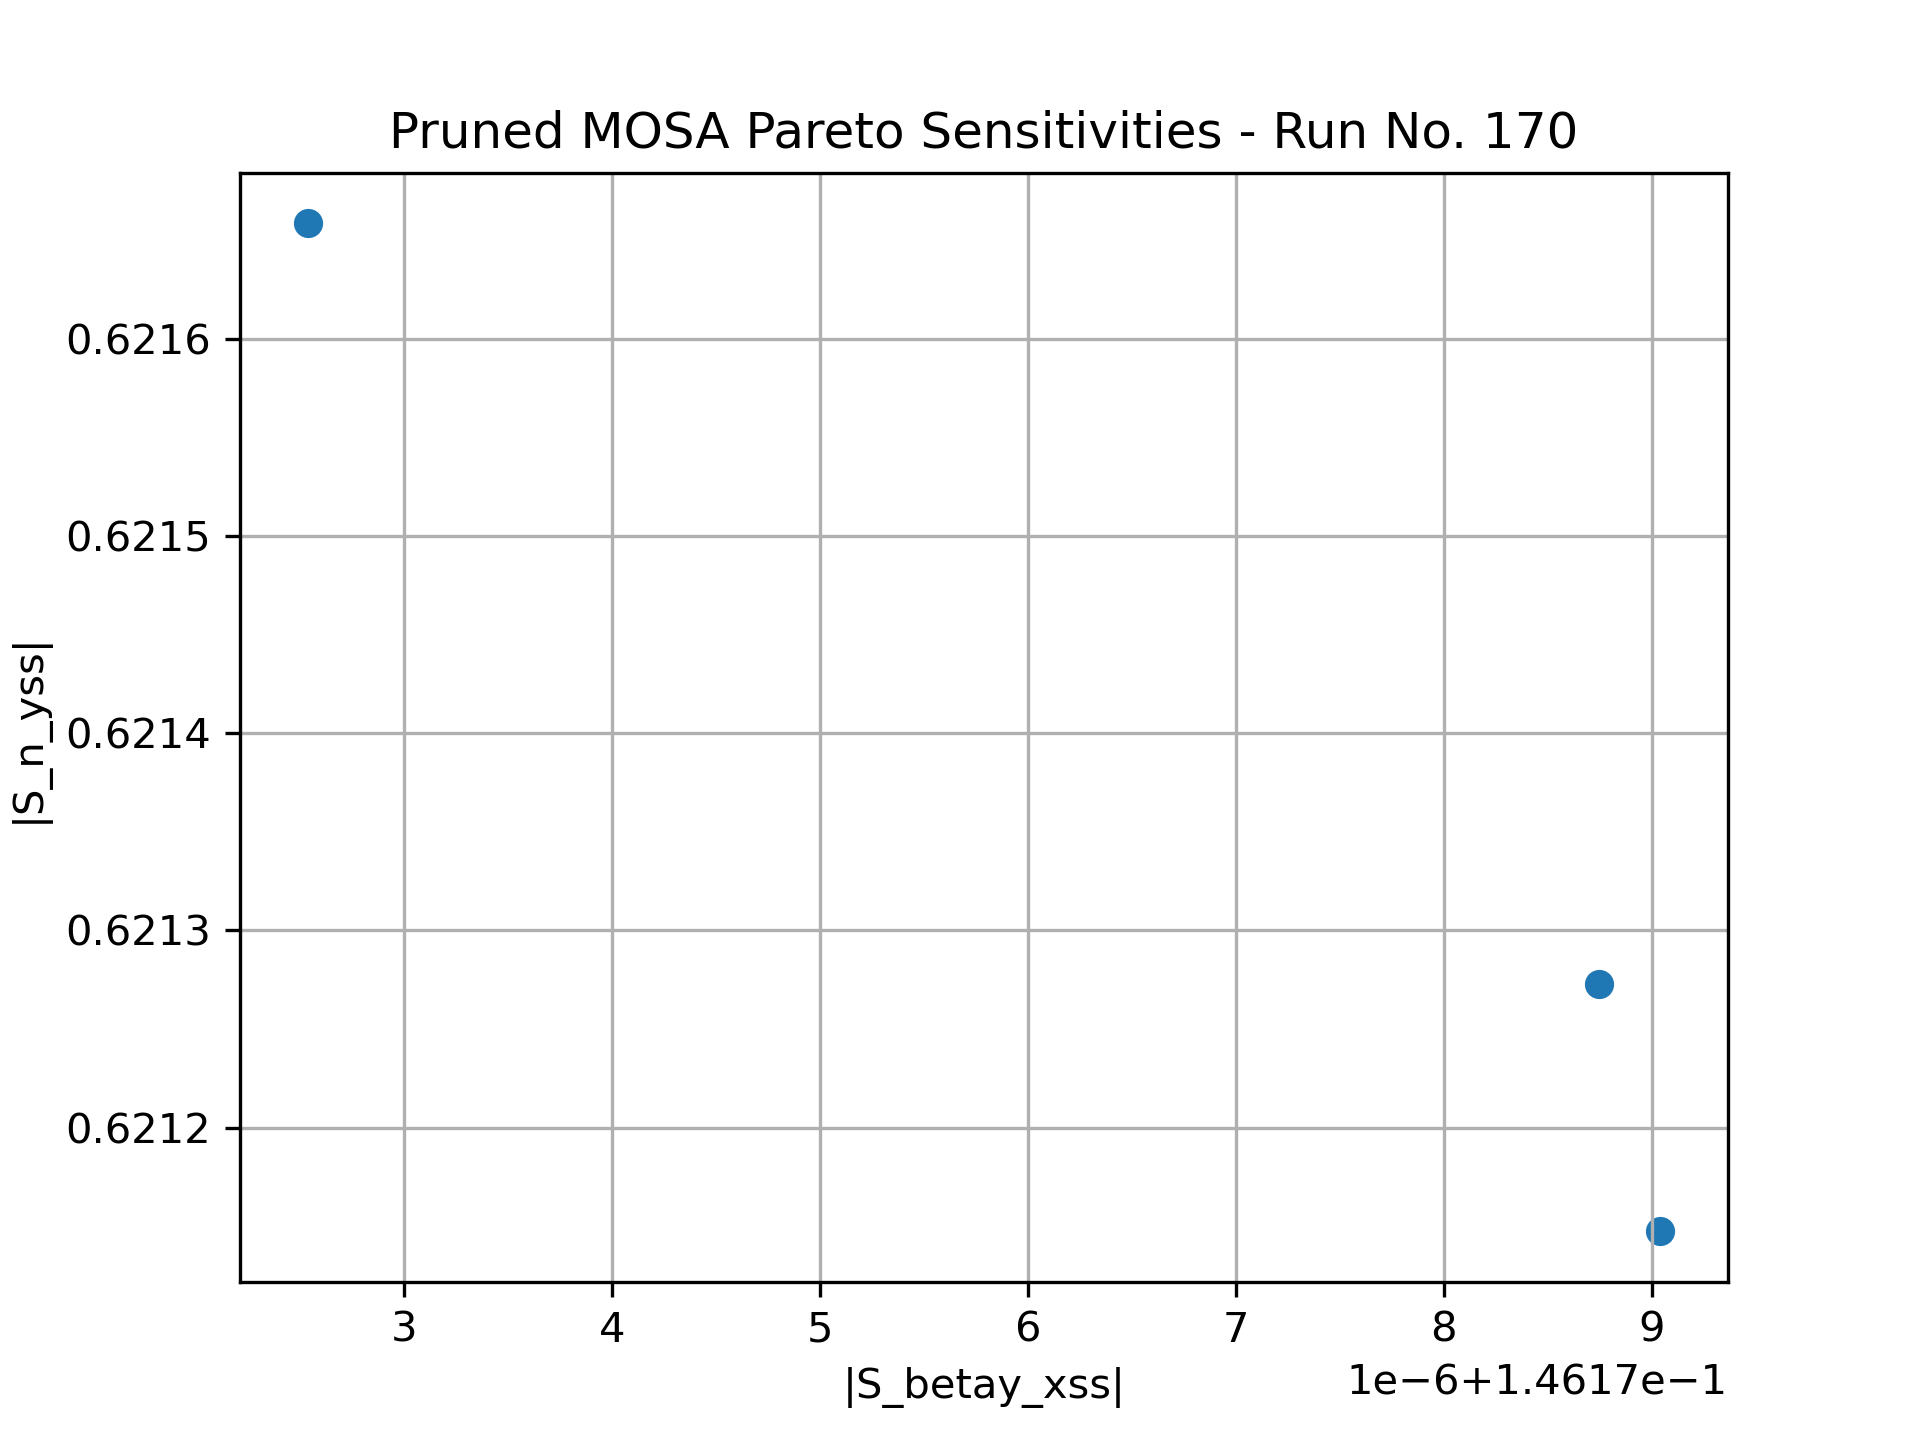 Pruned MOSA Pareto Sensitivities - Run No. 170
|S_n_yss|
0.6216
0.6215
0.6214
0.6213
0.6212
3 4 5 6 7 8 9
|S_betay_xss|
1e−6+1.4617e−1